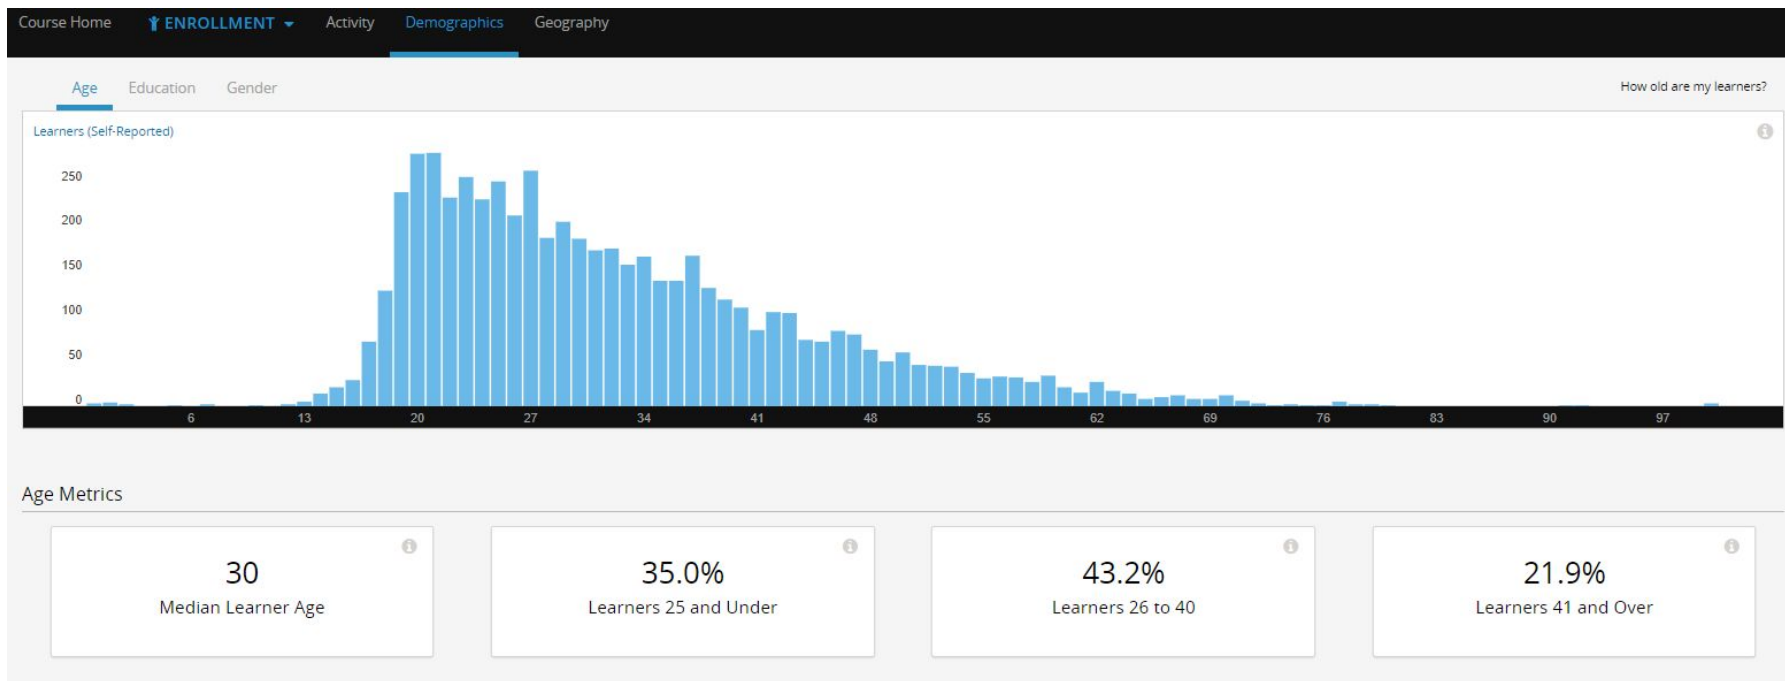 Course Home ENROLLMENT Activity Demographics Geography
Age Education Gender How old are my learners?
Learners (Self-Reported)
250
200
150
100
50
0
6 13 20 27 34 41 48 55 62 69 76 83 90 97
Age Metrics
30 35.0% 43.2% 21.9%
Median Learner Age Learners 25 and Under Learners 26 to 40 Learners 41 and Over